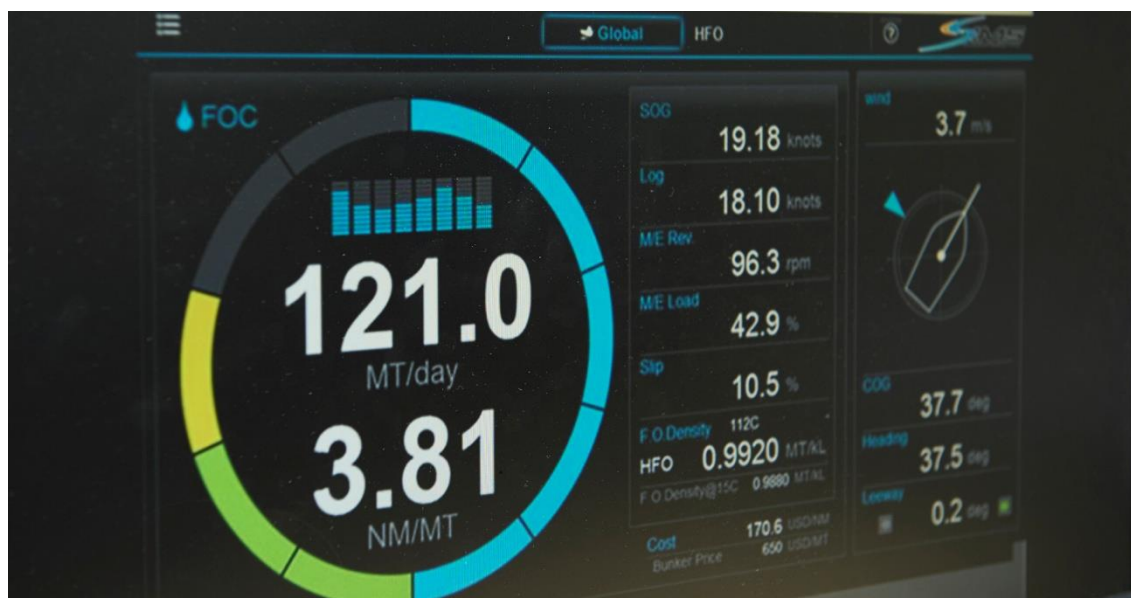 Global HFO ?
FOC
121.0
MT/day
3.81
NM/MT
SOG
19.18 knots
Log
18.10 knots
M/E Rev.
96.3 rpm
M/E Load
42.9 %
Slip
10.5 %
F.O.Density 112C
HFO 0.9920 MT/kL
F.O.Density@15C 0.9880 MT/kL
Cost 170.6 USD/NM
Bunker Price 650 USD/MT
wind
3.7 m/s
COG
37.7 deg
Heading
37.5 deg
Leeway
0.2 deg